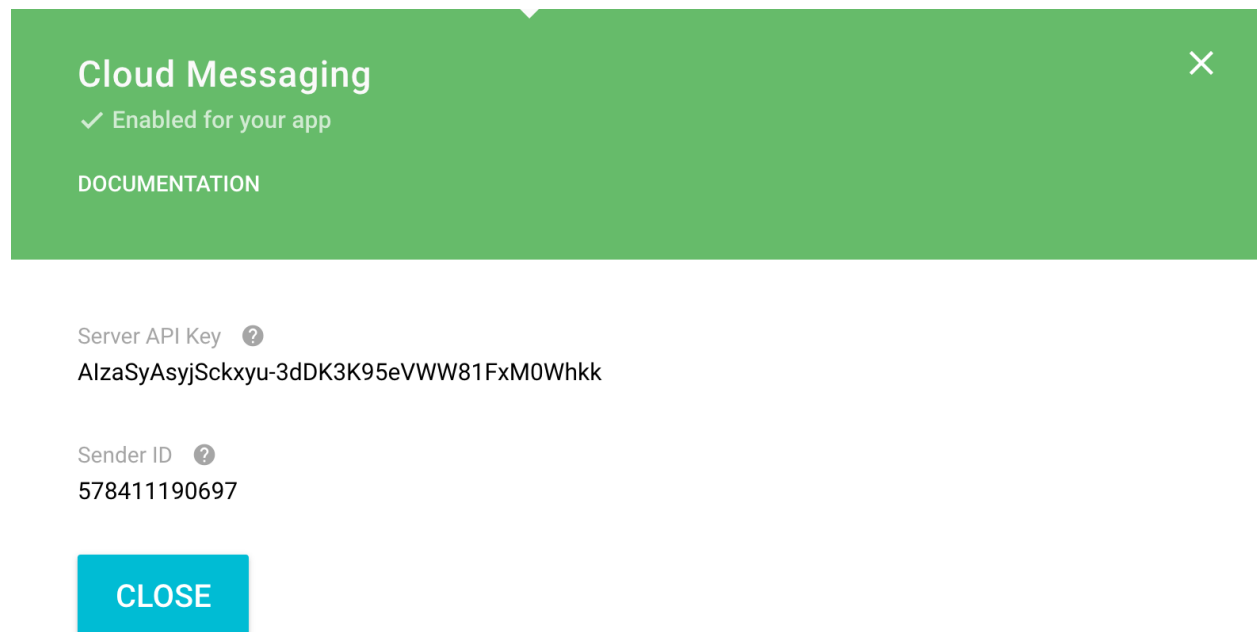 Cloud Messaging
Enabled for your app
DOCUMENTATION
Server API Key
AIzaSyAsyjSckxyu-3dDK3K95eVWW81FxM0Whkk
Sender ID
578411190697
CLOSE